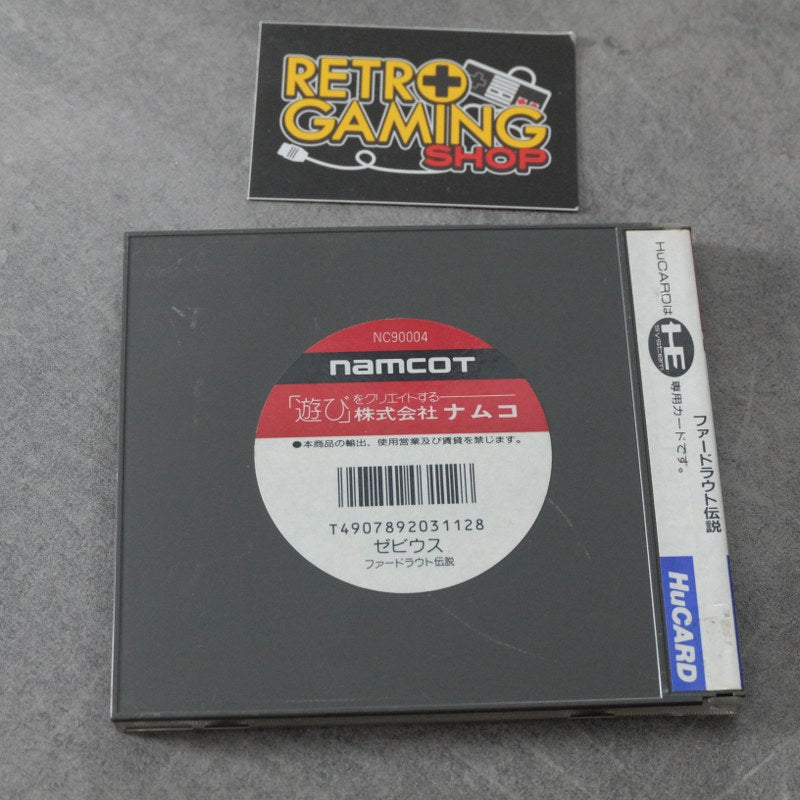 RETRO
GAMING
SHOP
NC90004
namcoT
「遊び」をクリエイトする
株式会社 ナムコ
●本商品の輸出、使用営業及び賃貸を禁じます。
T4907892031128
ゼビウス
ファードラウト伝説
HuCARDは
PE
system
専用カードです。
ファードラウト伝説
HuCARD